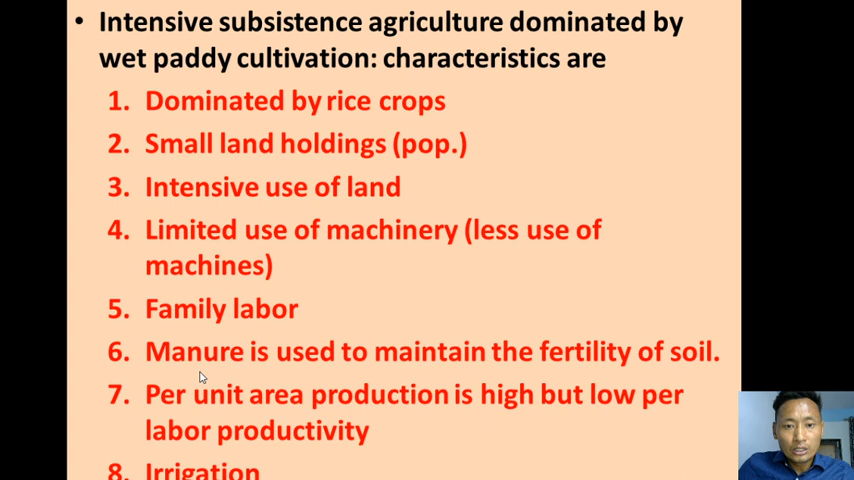 • Intensive subsistence agriculture dominated by
wet paddy cultivation: characteristics are
1. Dominated by rice crops
2. Small land holdings (pop.)
3. Intensive use of land
4. Limited use of machinery (less use of
machines)
5. Family labor
6. Manure is used to maintain the fertility of soil.
7. Per unit area production is high but low per
labor productivity
8. Irrigation